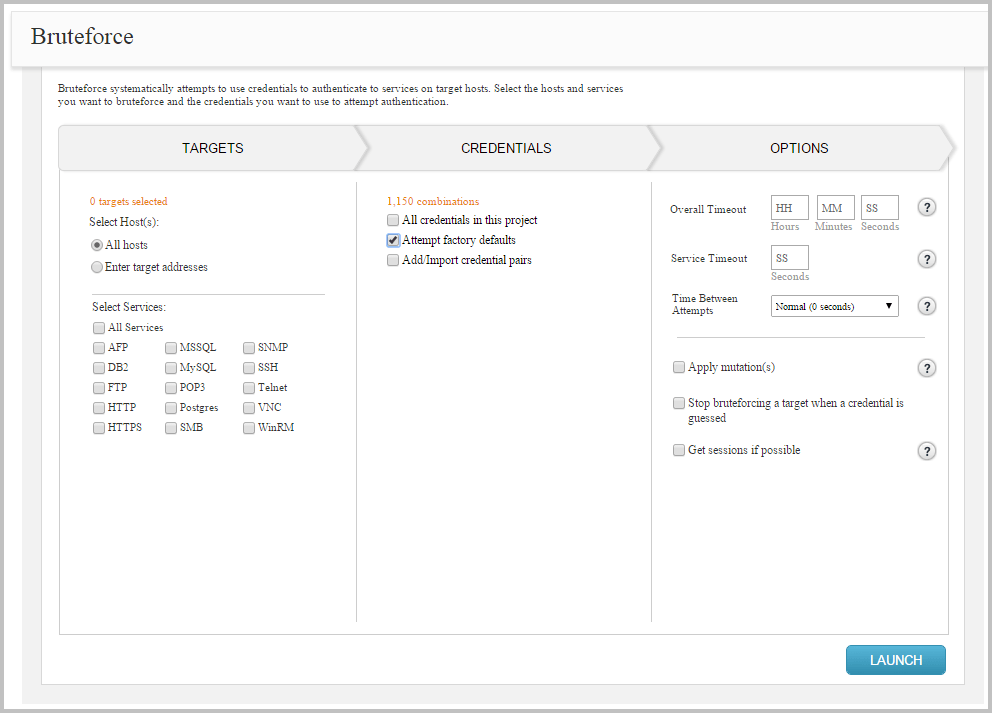 Bruteforce
Bruteforce systematically attempts to use credentials to authenticate to services on target hosts. Select the hosts and services
you want to bruteforce and the credentials you want to use to attempt authentication.
TARGETS
CREDENTIALS
OPTIONS
0 targets selected
Select Host(s):
All hosts
Enter target addresses
Select Services:
All Services
AFP MSSQL SNMP
DB2 MySQL SSH
FTP POP3 Telnet
HTTP Postgres VNC
HTTPS SMB WinRM
1,150 combinations
All credentials in this project
Attempt factory defaults
Add/Import credential pairs
Overall Timeout HH MM SS ?
Hours Minutes Seconds
Service Timeout SS ?
Seconds
Time Between
Attempts
Normal (0 seconds) ?
Apply mutation(s) ?
Stop bruteforcing a target when a credential is
guessed
Get sessions if possible ?
LAUNCH